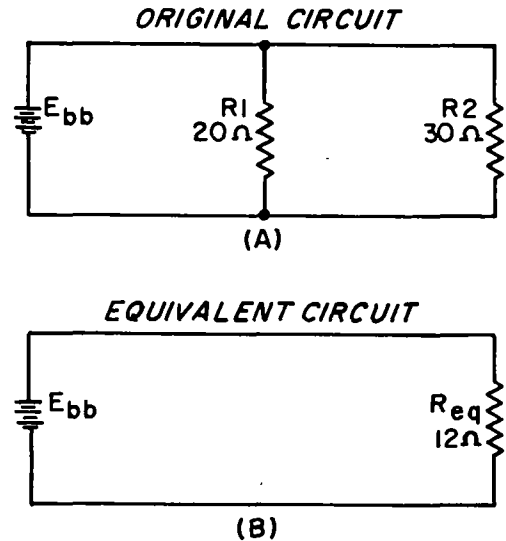 ORIGINAL CIRCUIT
Ebb
R1
20Ω
R2
30Ω
(A)
EQUIVALENT CIRCUIT
Ebb
Req
12Ω
(B)